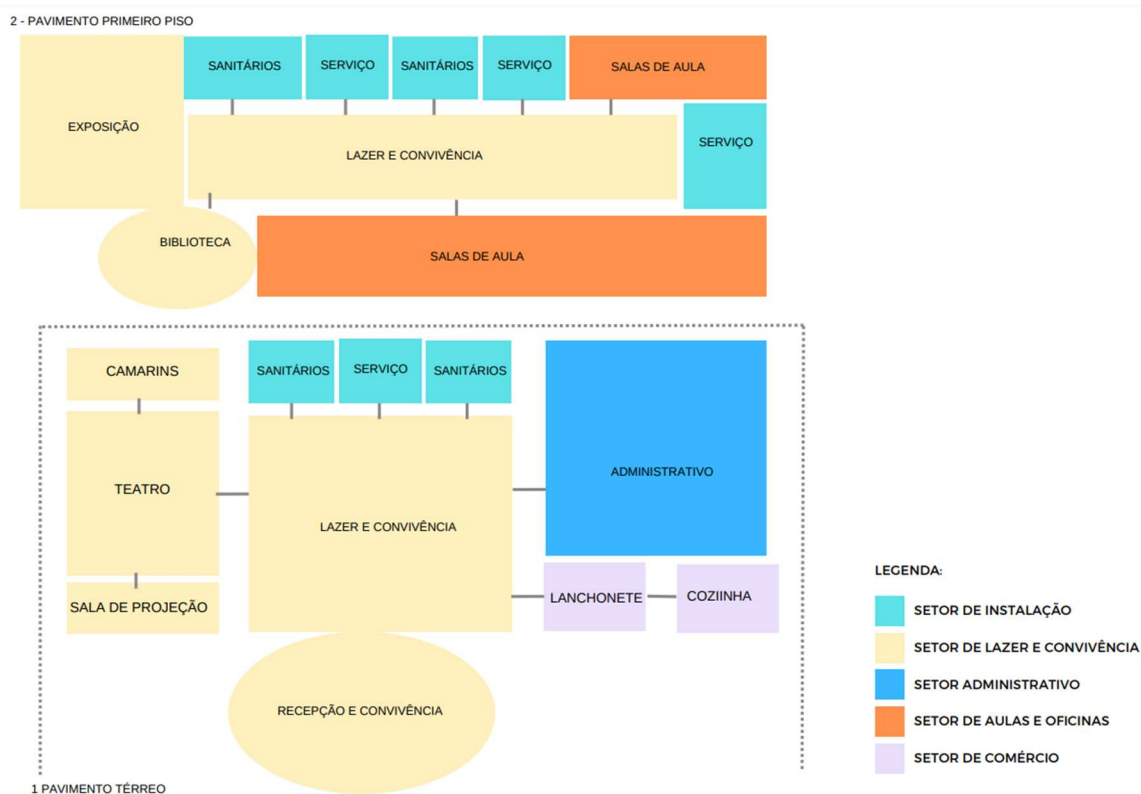 2 - PAVIMENTO PRIMEIRO PISO
SANITÁRIOS
SERVIÇO
SANITÁRIOS
SERVIÇO
SALAS DE AULA
EXPOSIÇÃO
LAZER E CONVIVÊNCIA
SERVIÇO
BIBLIOTECA
SALAS DE AULA
CAMARINS
SANITÁRIOS
SERVIÇO
SANITÁRIOS
TEATRO
LAZER E CONVIVÊNCIA
ADMINISTRATIVO
SALA DE PROJEÇÃO
LANCHONETE
COZIINHA
RECEPÇÃO E CONVIVÊNCIA
1 PAVIMENTO TÉRREO
LEGENDA:
SETOR DE INSTALAÇÃO
SETOR DE LAZER E CONVIVÊNCIA
SETOR ADMINISTRATIVO
SETOR DE AULAS E OFICINAS
SETOR DE COMÉRCIO